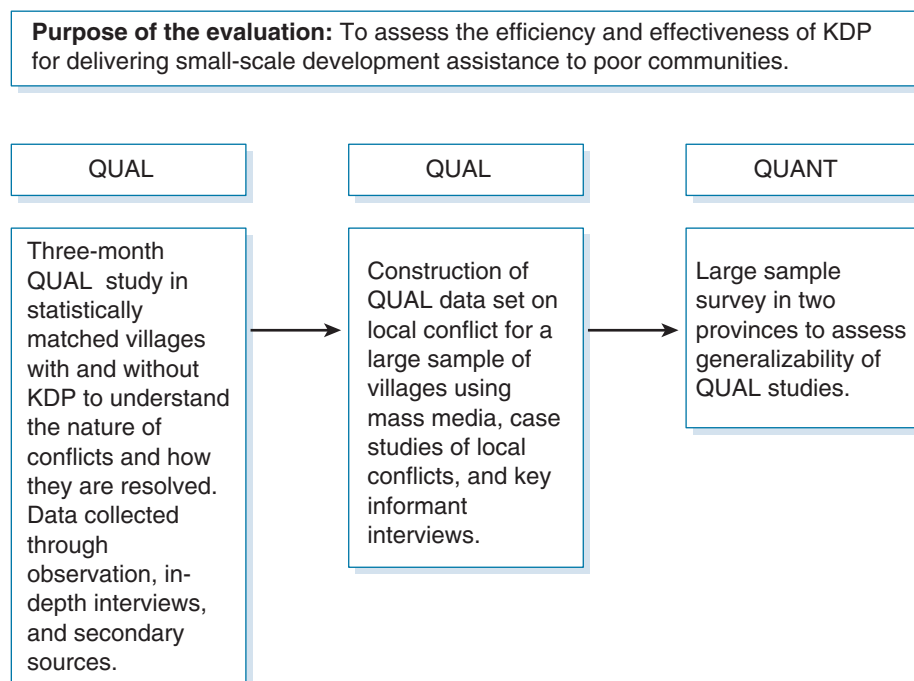 Purpose of the evaluation: To assess the efficiency and effectiveness of KDP
for delivering small-scale development assistance to poor communities.
QUAL
QUAL
QUANT
Three-month
QUAL study in
statistically
matched villages
with and without
KDP to understand
the nature of
conflicts and how
they are resolved.
Data collected
through
observation, in-
depth interviews,
and secondary
sources.
Construction of
QUAL data set on
local conflict for a
large sample of
villages using
mass media, case
studies of local
conflicts, and key
informant
interviews.
Large sample
survey in two
provinces to assess
generalizability of
QUAL studies.